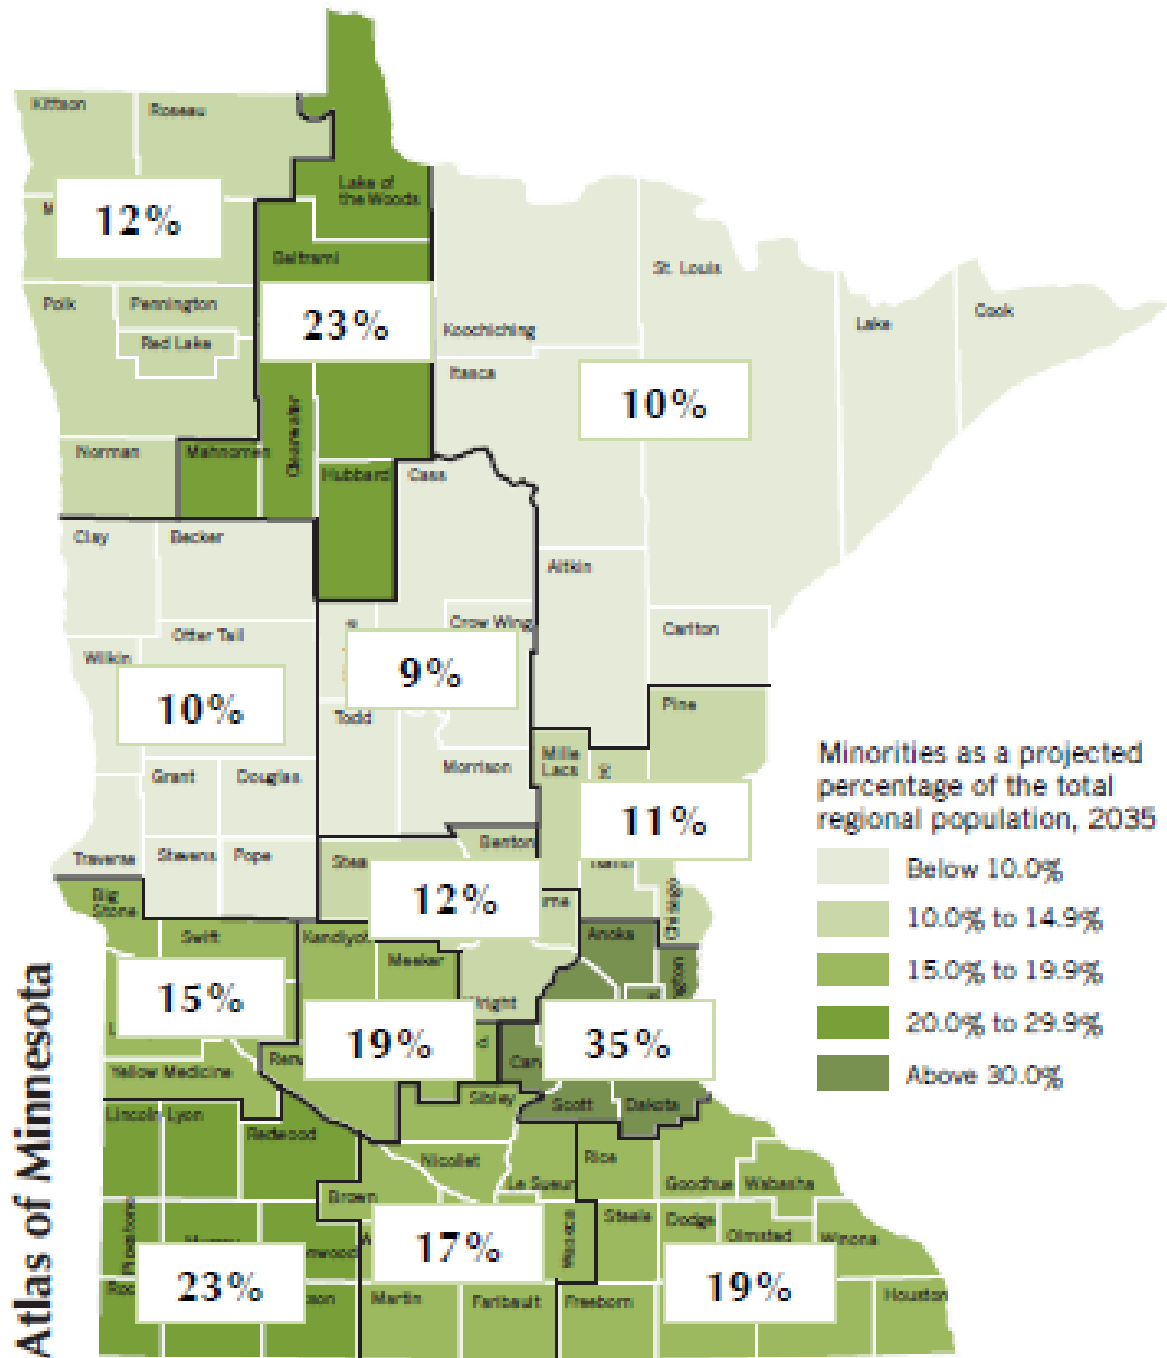 Kittson
Roseau
Lake of
the Woods
12%
Beltrami
St. Louis
Polk
Pennington
Cook
23%
Lake
Koochiching
Red Lake
Itasca
10%
Clearwater
Norman
Mahnomen
Hubbard
Cass
Clay
Becker
Aitkin
Crow Wing
Carlton
Otter Tail
Wilkin
9%
10%
Pine
Todd
Mille
Lacs
Morrison
Grant
Douglas
Minorities as a projected
percentage of the total
regional population, 2035
11%
Benton
Traverse
Stevens
Pope
Below 10.0%
Big
Stone
12%
Chisago
10.0% to 14.9%
Swift
Anoka
Meeker
15.0% to 19.9%
15%
20.0% to 29.9%
19%
35%
Yellow Medicine
Above 30.0%
Sibley
Scott
Dakota
Lincoln
Lyon
Redwood
Nicollet
Rice
Le Sueur
Goodhue
Wabasha
Brown
Pipestone
Waseca
Steele
Dodge
Olmsted
Winona
17%
23%
19%
Martin
Faribault
Freeborn
Houston
Atlas of Minnesota